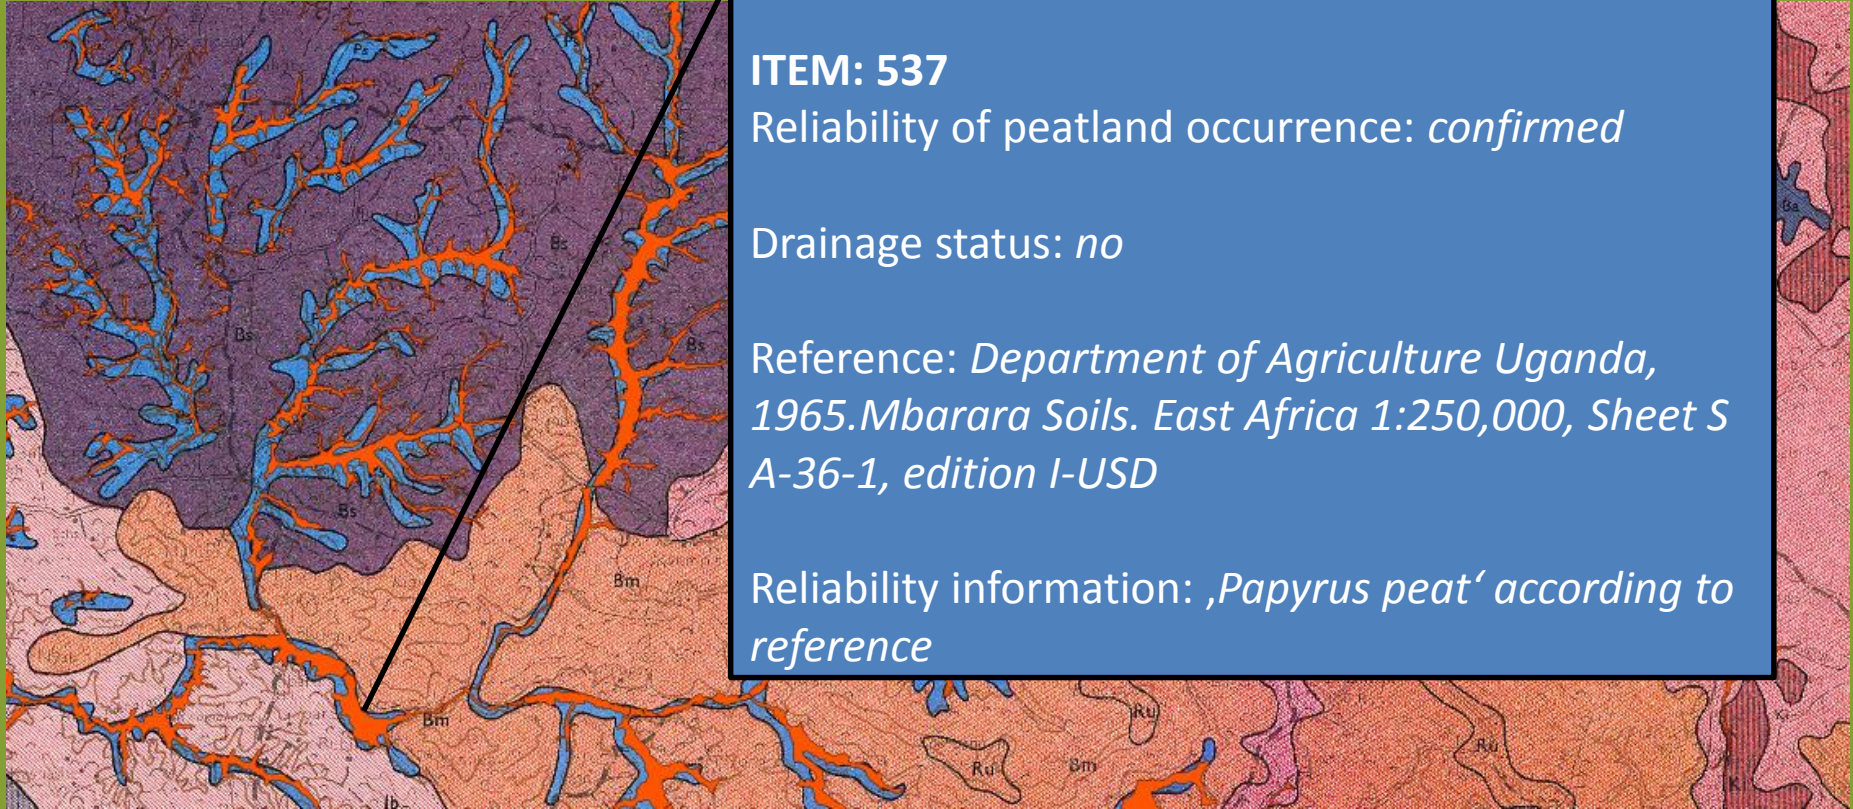 ITEM: 537
Reliability of peatland occurrence: confirmed
Drainage status: no
Reference: Department of Agriculture Uganda,
1965.Mbarara Soils. East Africa 1:250,000, Sheet S
A-36-1, edition I-USD
Reliability information: ‚Papyrus peat‘ according to
reference
Ps
Ba
Bs
Bs
Bs
Bs
Bm
Bm
Ru
Ru
Ru
Bm